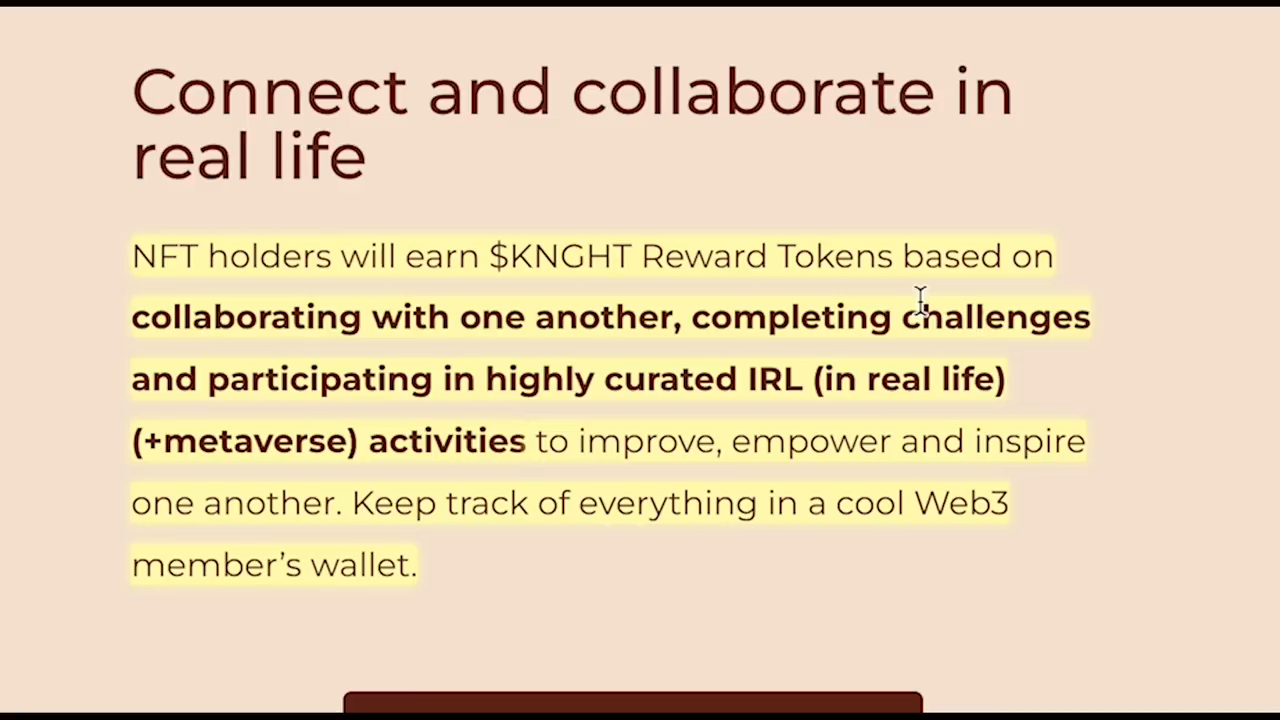 Connect and collaborate in
real life
NFT holders will earn $KNGHT Reward Tokens based on
collaborating with one another, completing challenges
and participating in highly curated IRL (in real life)
(+metaverse) activities to improve, empower and inspire
one another. Keep track of everything in a cool Web3
member’s wallet.